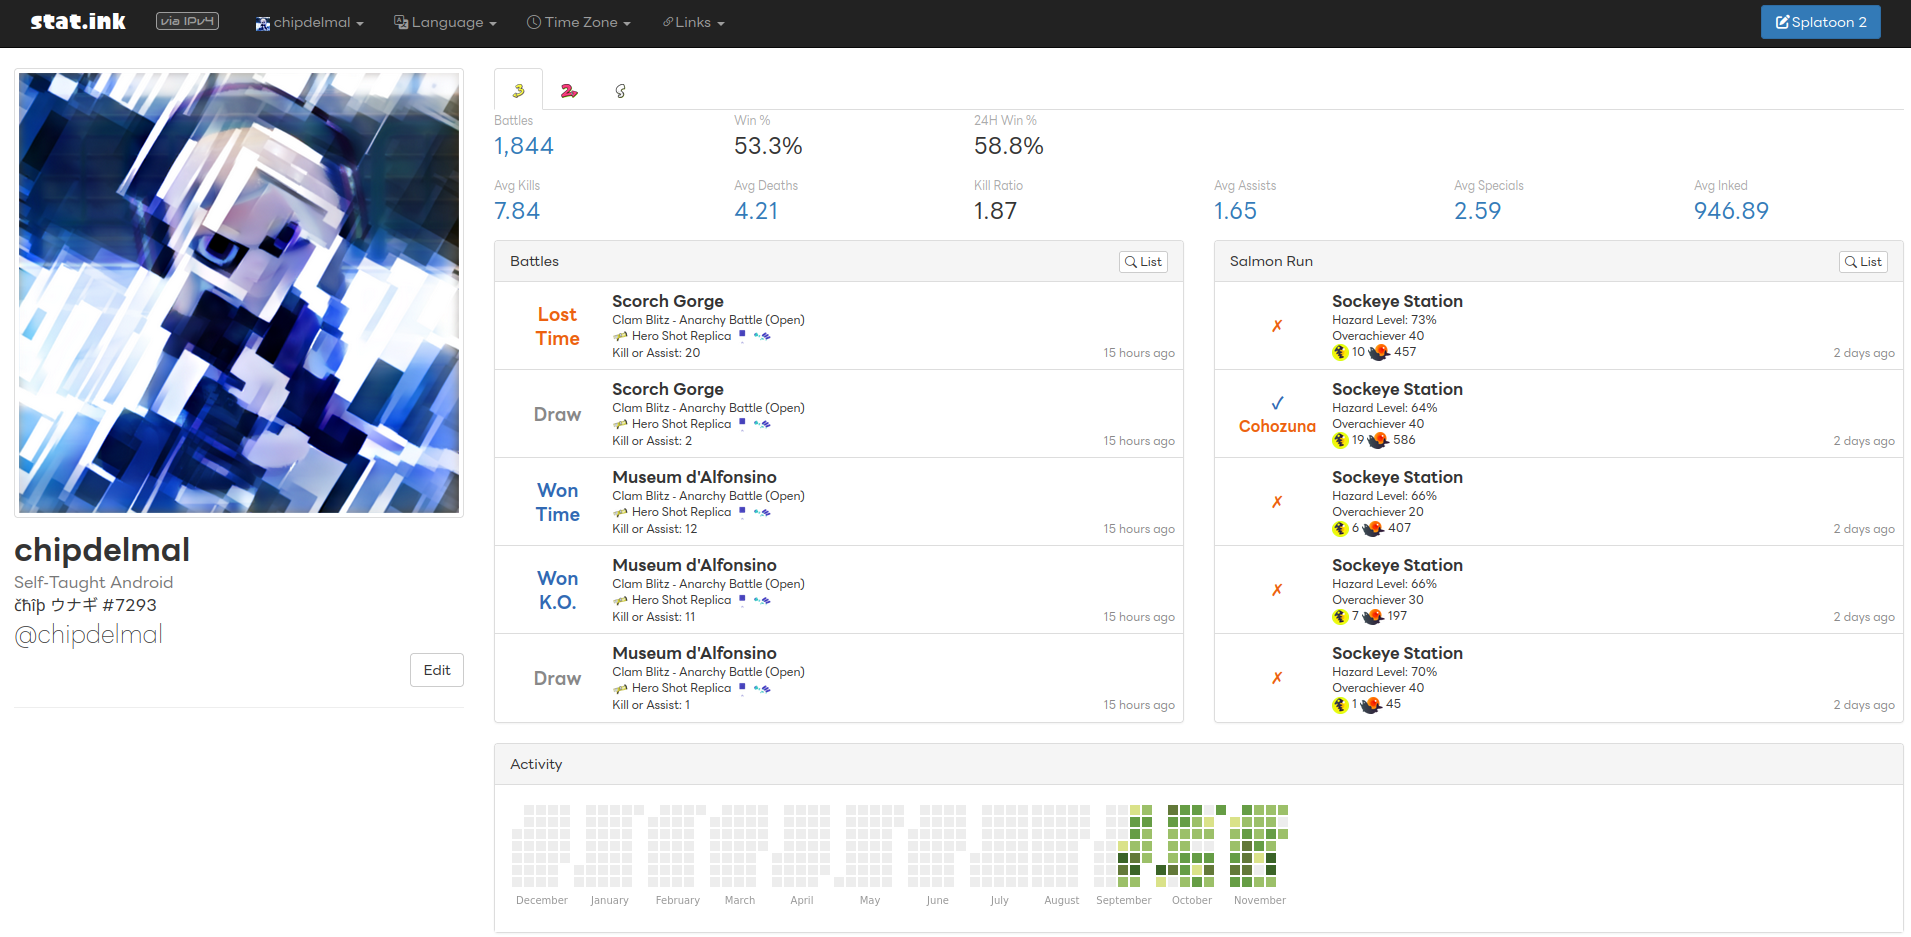 stat.ink via IPv4 chipdelmal Language Time Zone Links Splatoon 2
3 2 S
Battles Win % 24H Win %
1,844 53.3% 58.8%
Avg Kills Avg Deaths Kill Ratio Avg Assists Avg Specials Avg Inked
7.84 4.21 1.87 1.65 2.59 946.89
chipdelmal
Self-Taught Android
čħîþ ウナギ #7293
@chipdelmal
Edit
Battles List
Lost
Time
Scorch Gorge
Clam Blitz - Anarchy Battle (Open)
Hero Shot Replica
Kill or Assist: 20 15 hours ago
Draw
Scorch Gorge
Clam Blitz - Anarchy Battle (Open)
Hero Shot Replica
Kill or Assist: 2 15 hours ago
Won
Time
Museum d'Alfonsino
Clam Blitz - Anarchy Battle (Open)
Hero Shot Replica
Kill or Assist: 12 15 hours ago
Won
K.O.
Museum d'Alfonsino
Clam Blitz - Anarchy Battle (Open)
Hero Shot Replica
Kill or Assist: 11 15 hours ago
Draw
Museum d'Alfonsino
Clam Blitz - Anarchy Battle (Open)
Hero Shot Replica
Kill or Assist: 1 15 hours ago
Salmon Run List
✗
Sockeye Station
Hazard Level: 73%
Overachiever 40
10 457 2 days ago
✓
Cohozuna
Sockeye Station
Hazard Level: 64%
Overachiever 40
19 586 2 days ago
✗
Sockeye Station
Hazard Level: 66%
Overachiever 20
6 407 2 days ago
✗
Sockeye Station
Hazard Level: 66%
Overachiever 30
7 197 2 days ago
✗
Sockeye Station
Hazard Level: 70%
Overachiever 40
1 45 2 days ago
Activity
December January February March April May June July August September October November